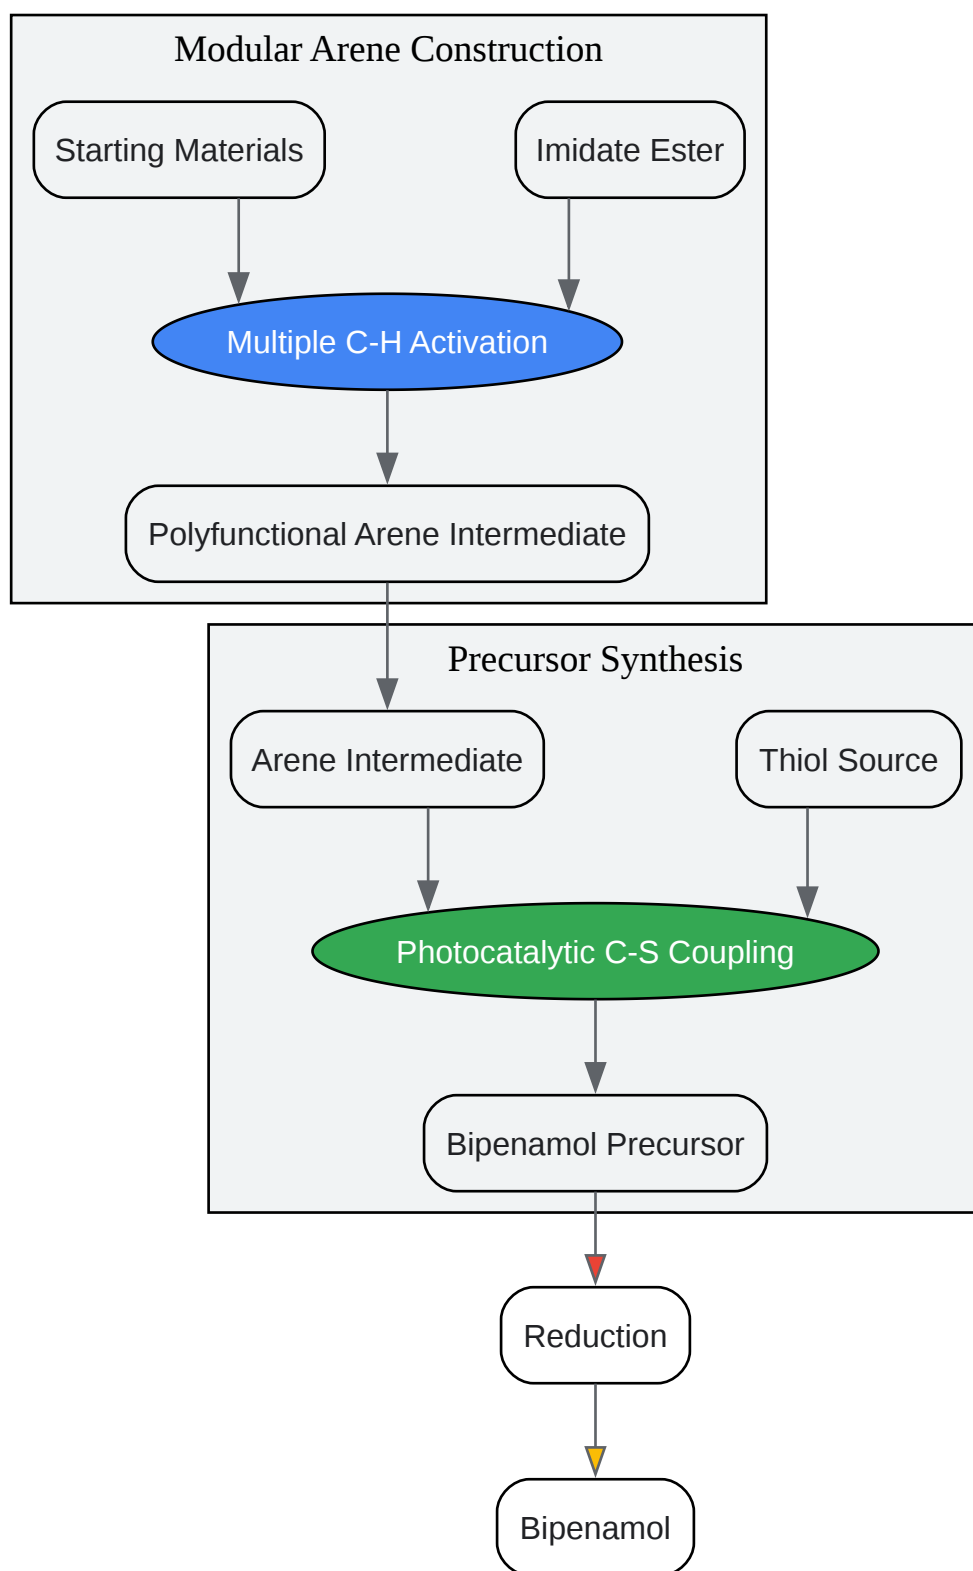 Modular Arene Construction
Starting Materials
Imidate Ester
Multiple C-H Activation
Polyfunctional Arene Intermediate
Precursor Synthesis
Arene Intermediate
Thiol Source
Photocatalytic C-S Coupling
Bipenamol Precursor
Reduction
Bipenamol